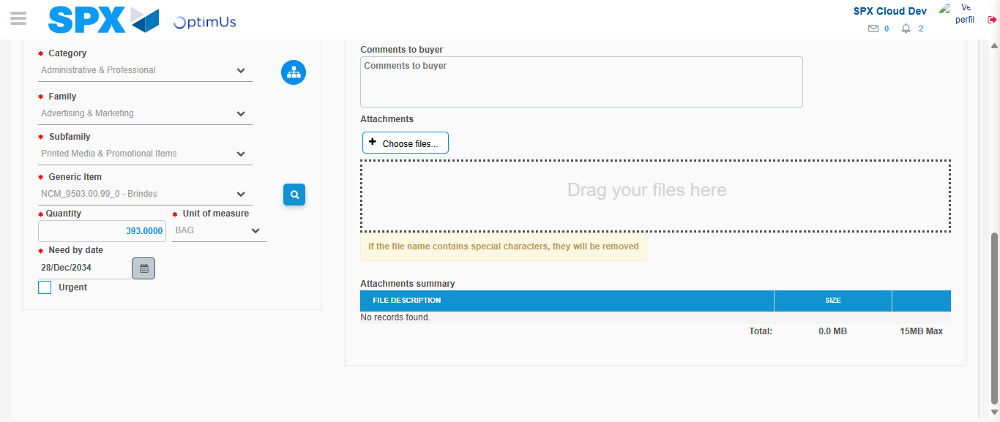 SPX OptimUs
SPX Cloud Dev
0 2
Ve
perfil
* Category
Administrative & Professional
* Family
Advertising & Marketing
* Subfamily
Printed Media & Promotional Items
* Generic Item
NCM_9503.00.99_0 - Brindes
* Quantity * Unit of measure
393.0000 BAG
* Need by date
28/Dec/2034
Urgent
Comments to buyer
Comments to buyer
Attachments
+ Choose files...
Drag your files here
If the file name contains special characters, they will be removed
Attachments summary
FILE DESCRIPTION SIZE
No records found.
Total: 0.0 MB 15MB Max